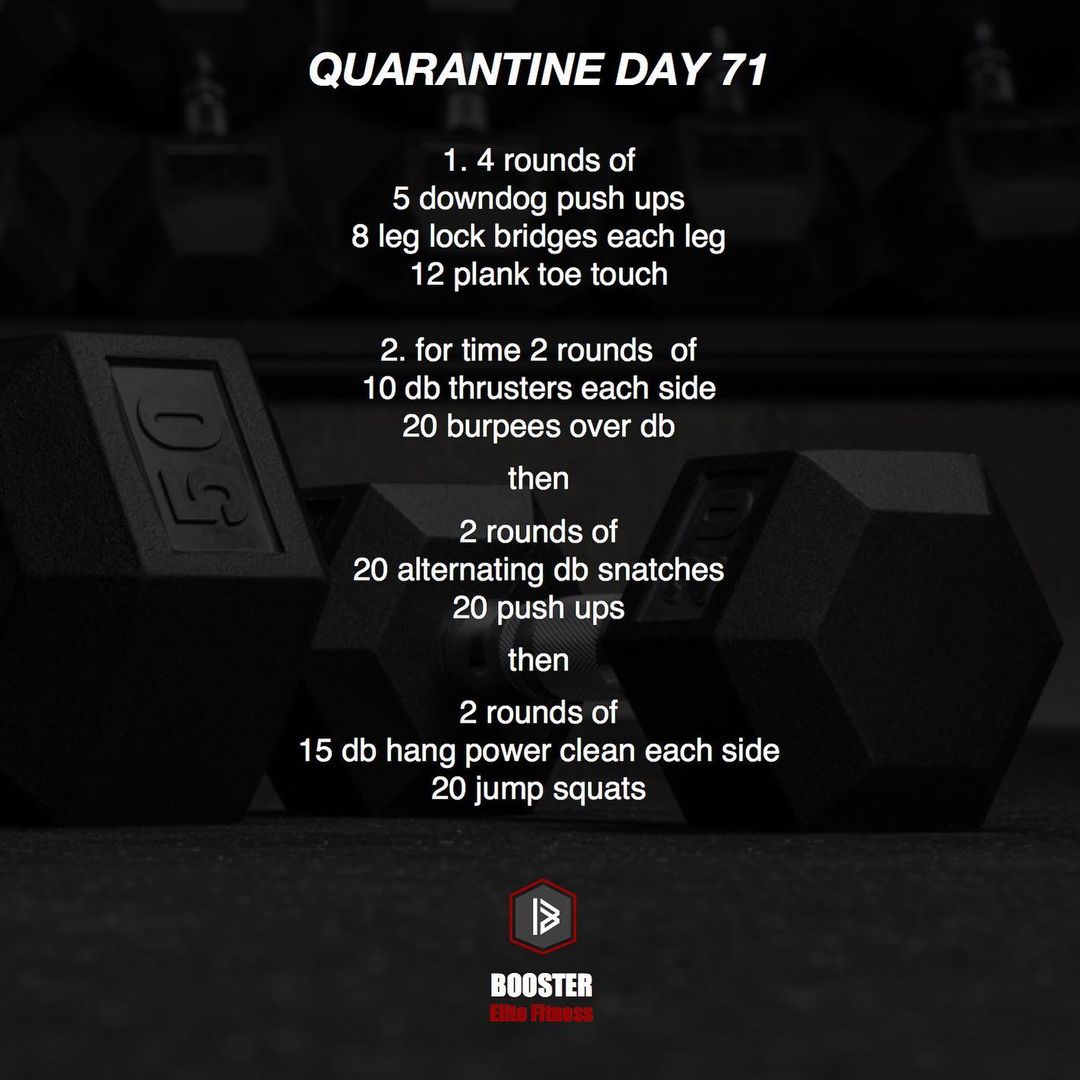 QUARANTINE DAY 71
1. 4 rounds of
5 downdog push ups
8 leg lock bridges each leg
12 plank toe touch
2. for time 2 rounds  of
10 db thrusters each side
20 burpees over db
then
2 rounds of
20 alternating db snatches
20 push ups
then
2 rounds of
15 db hang power clean each side
20 jump squats
50
50
B
BOOSTER
Elite Fitness